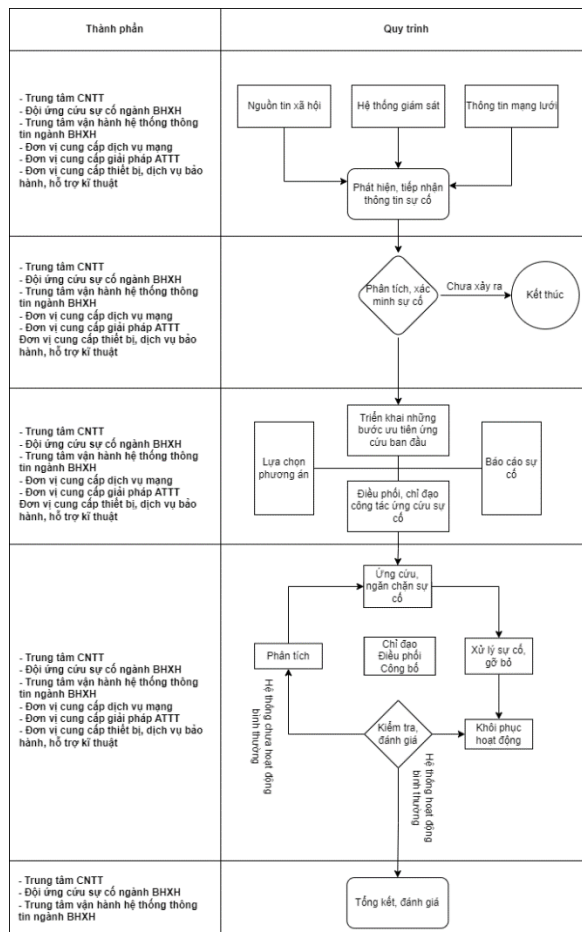 Thành phần
Quy trình
- Trung tâm CNTT
- Đội ứng cứu sự cố ngành BHXH
- Trung tâm vận hành hệ thống thông
tin ngành BHXH
- Đơn vị cung cấp dịch vụ mạng
- Đơn vị cung cấp giải pháp ATTT
- Đơn vị cung cấp thiết bị, dịch vụ bảo
hành, hỗ trợ kĩ thuật
Nguồn tin xã hội
Hệ thống giám sát
Thông tin mạng lưới
Phát hiện, tiếp nhận
thông tin sự cố
- Trung tâm CNTT
- Đội ứng cứu sự cố ngành BHXH
- Trung tâm vận hành hệ thống thông
tin ngành BHXH
- Đơn vị cung cấp dịch vụ mạng
- Đơn vị cung cấp giải pháp ATTT
Đơn vị cung cấp thiết bị, dịch vụ bảo
hành, hỗ trợ kĩ thuật
Phân tích, xác
minh sự cố
Chưa xảy ra
Kết thúc
- Trung tâm CNTT
- Đội ứng cứu sự cố ngành BHXH
- Trung tâm vận hành hệ thống thông
tin ngành BHXH
- Đơn vị cung cấp dịch vụ mạng
- Đơn vị cung cấp giải pháp ATTT
Đơn vị cung cấp thiết bị, dịch vụ bảo
hành, hỗ trợ kĩ thuật
Triển khai những
bước ưu tiên ứng
cứu ban đầu
Lựa chọn
phương án
Báo cáo sự
cố
Điều phối, chỉ đạo
công tác ứng cứu sự
cố
- Trung tâm CNTT
- Đội ứng cứu sự cố ngành BHXH
- Trung tâm vận hành hệ thống thông
tin ngành BHXH
- Đơn vị cung cấp dịch vụ mạng
- Đơn vị cung cấp giải pháp ATTT
- Đơn vị cung cấp thiết bị, dịch vụ bảo
hành, hỗ trợ kĩ thuật
Ứng cứu,
ngăn chặn sự
cố
Phân tích
Chỉ đạo
Điều phối
Công bố
Xử lý sự cố,
gỡ bỏ
Hệ thống chưa hoạt động
bình thường
Kiểm tra,
đánh giá
Khôi phục
hoạt động
Hệ thống hoạt động
bình thường
- Trung tâm CNTT
- Đội ứng cứu sự cố ngành BHXH
- Trung tâm vận hành hệ thống thông
tin ngành BHXH
Tổng kết, đánh giá